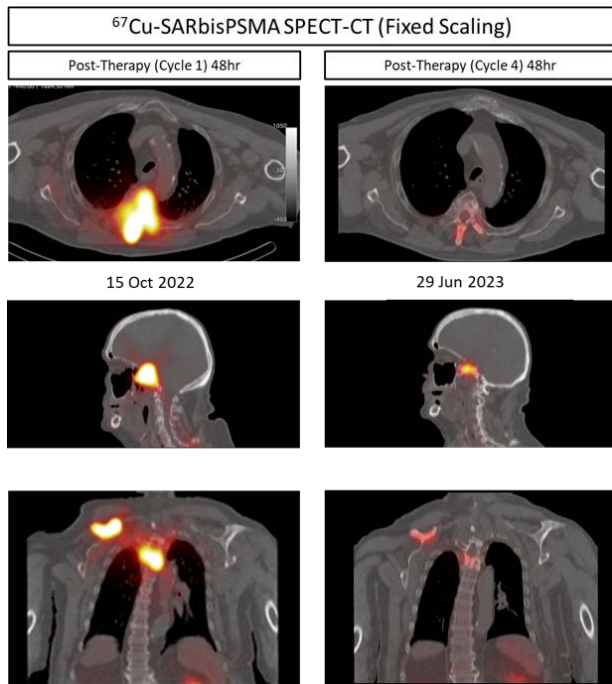 ⁶⁷Cu-SARbisPSMA SPECT-CT (Fixed Scaling)
Post-Therapy (Cycle 1) 48hr
Post-Therapy (Cycle 4) 48hr
1050
-450
15 Oct 2022
29 Jun 2023